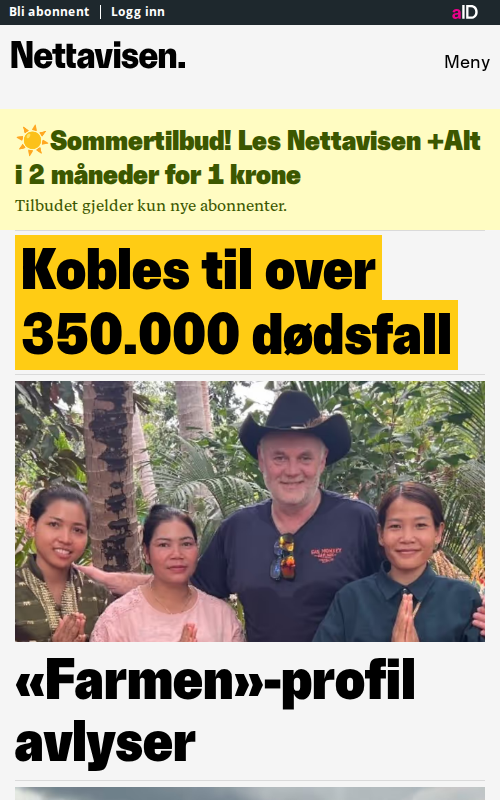 Bli abonnent | Logg inn
aID
Nettavisen.
Meny
☀️Sommertilbud! Les Nettavisen +Alt
i 2 måneder for 1 krone
Tilbudet gjelder kun nye abonnenter.
Kobles til over
350.000 dødsfall
«Farmen»-profil
avlyser